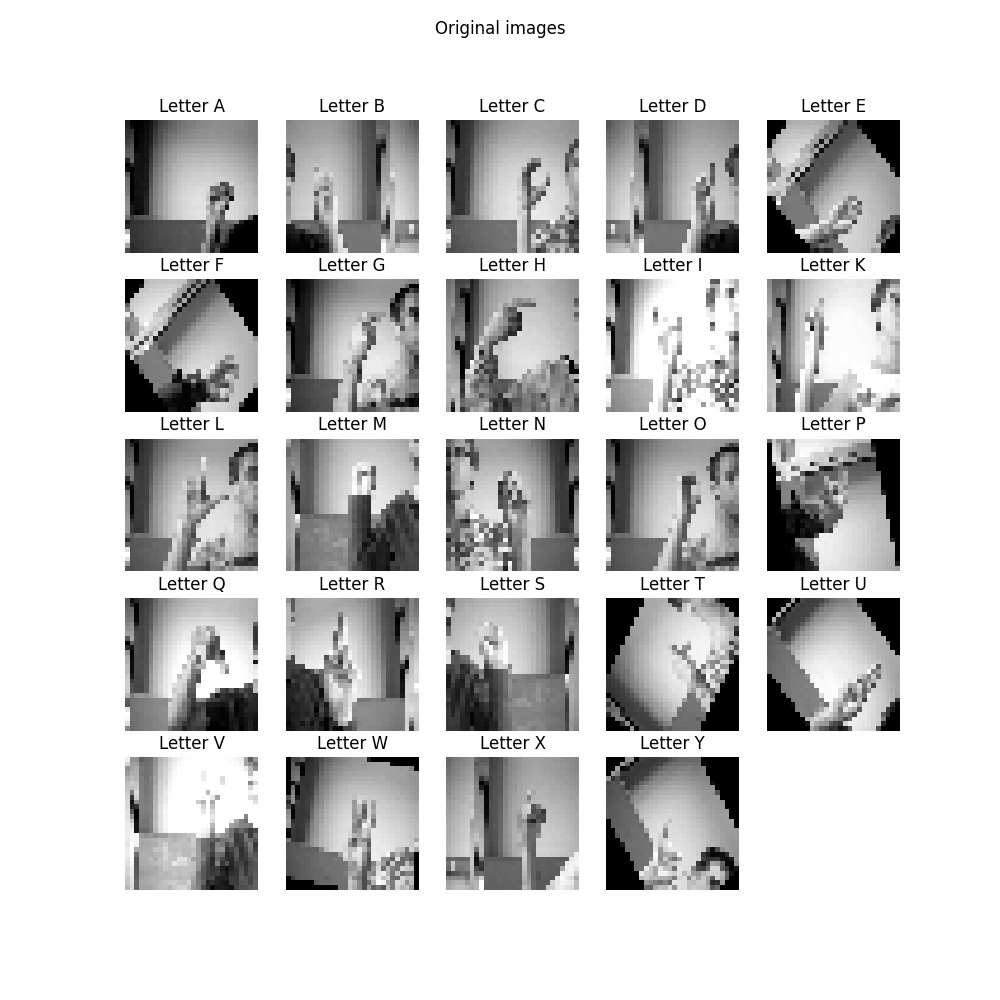 Original images
Letter A Letter B Letter C Letter D Letter E
Letter F Letter G Letter H Letter I Letter K
Letter L Letter M Letter N Letter O Letter P
Letter Q Letter R Letter S Letter T Letter U
Letter V Letter W Letter X Letter Y